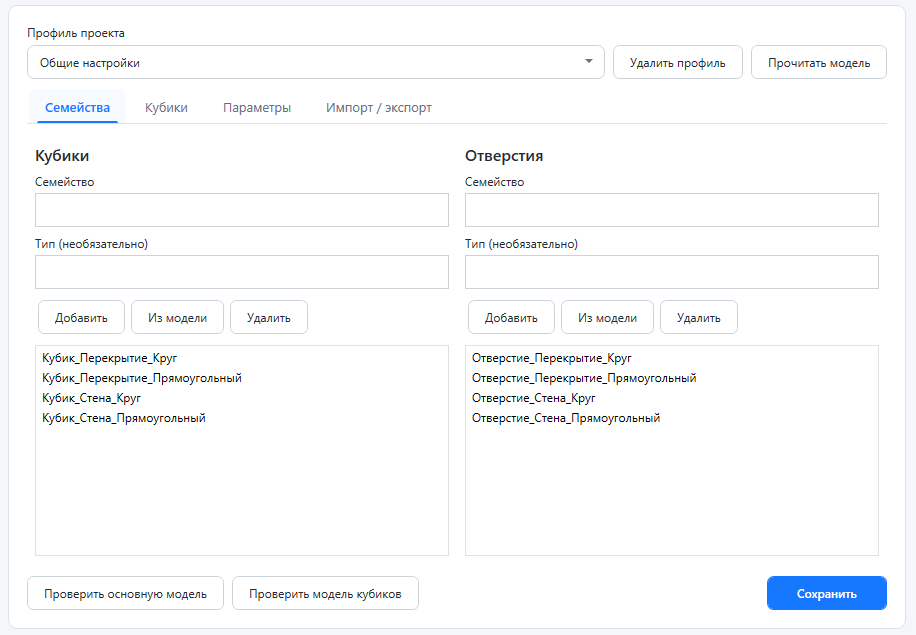 Профиль проекта
Общие настройки
Удалить профиль
Прочитать модель
Семейства
Кубики
Параметры
Импорт / экспорт
Кубики
Семейство
Тип (необязательно)
Добавить
Из модели
Удалить
Кубик_Перекрытие_Круг
Кубик_Перекрытие_Прямоугольный
Кубик_Стена_Круг
Кубик_Стена_Прямоугольный
Отверстия
Семейство
Тип (необязательно)
Добавить
Из модели
Удалить
Отверстие_Перекрытие_Круг
Отверстие_Перекрытие_Прямоугольный
Отверстие_Стена_Круг
Отверстие_Стена_Прямоугольный
Проверить основную модель
Проверить модель кубиков
Сохранить